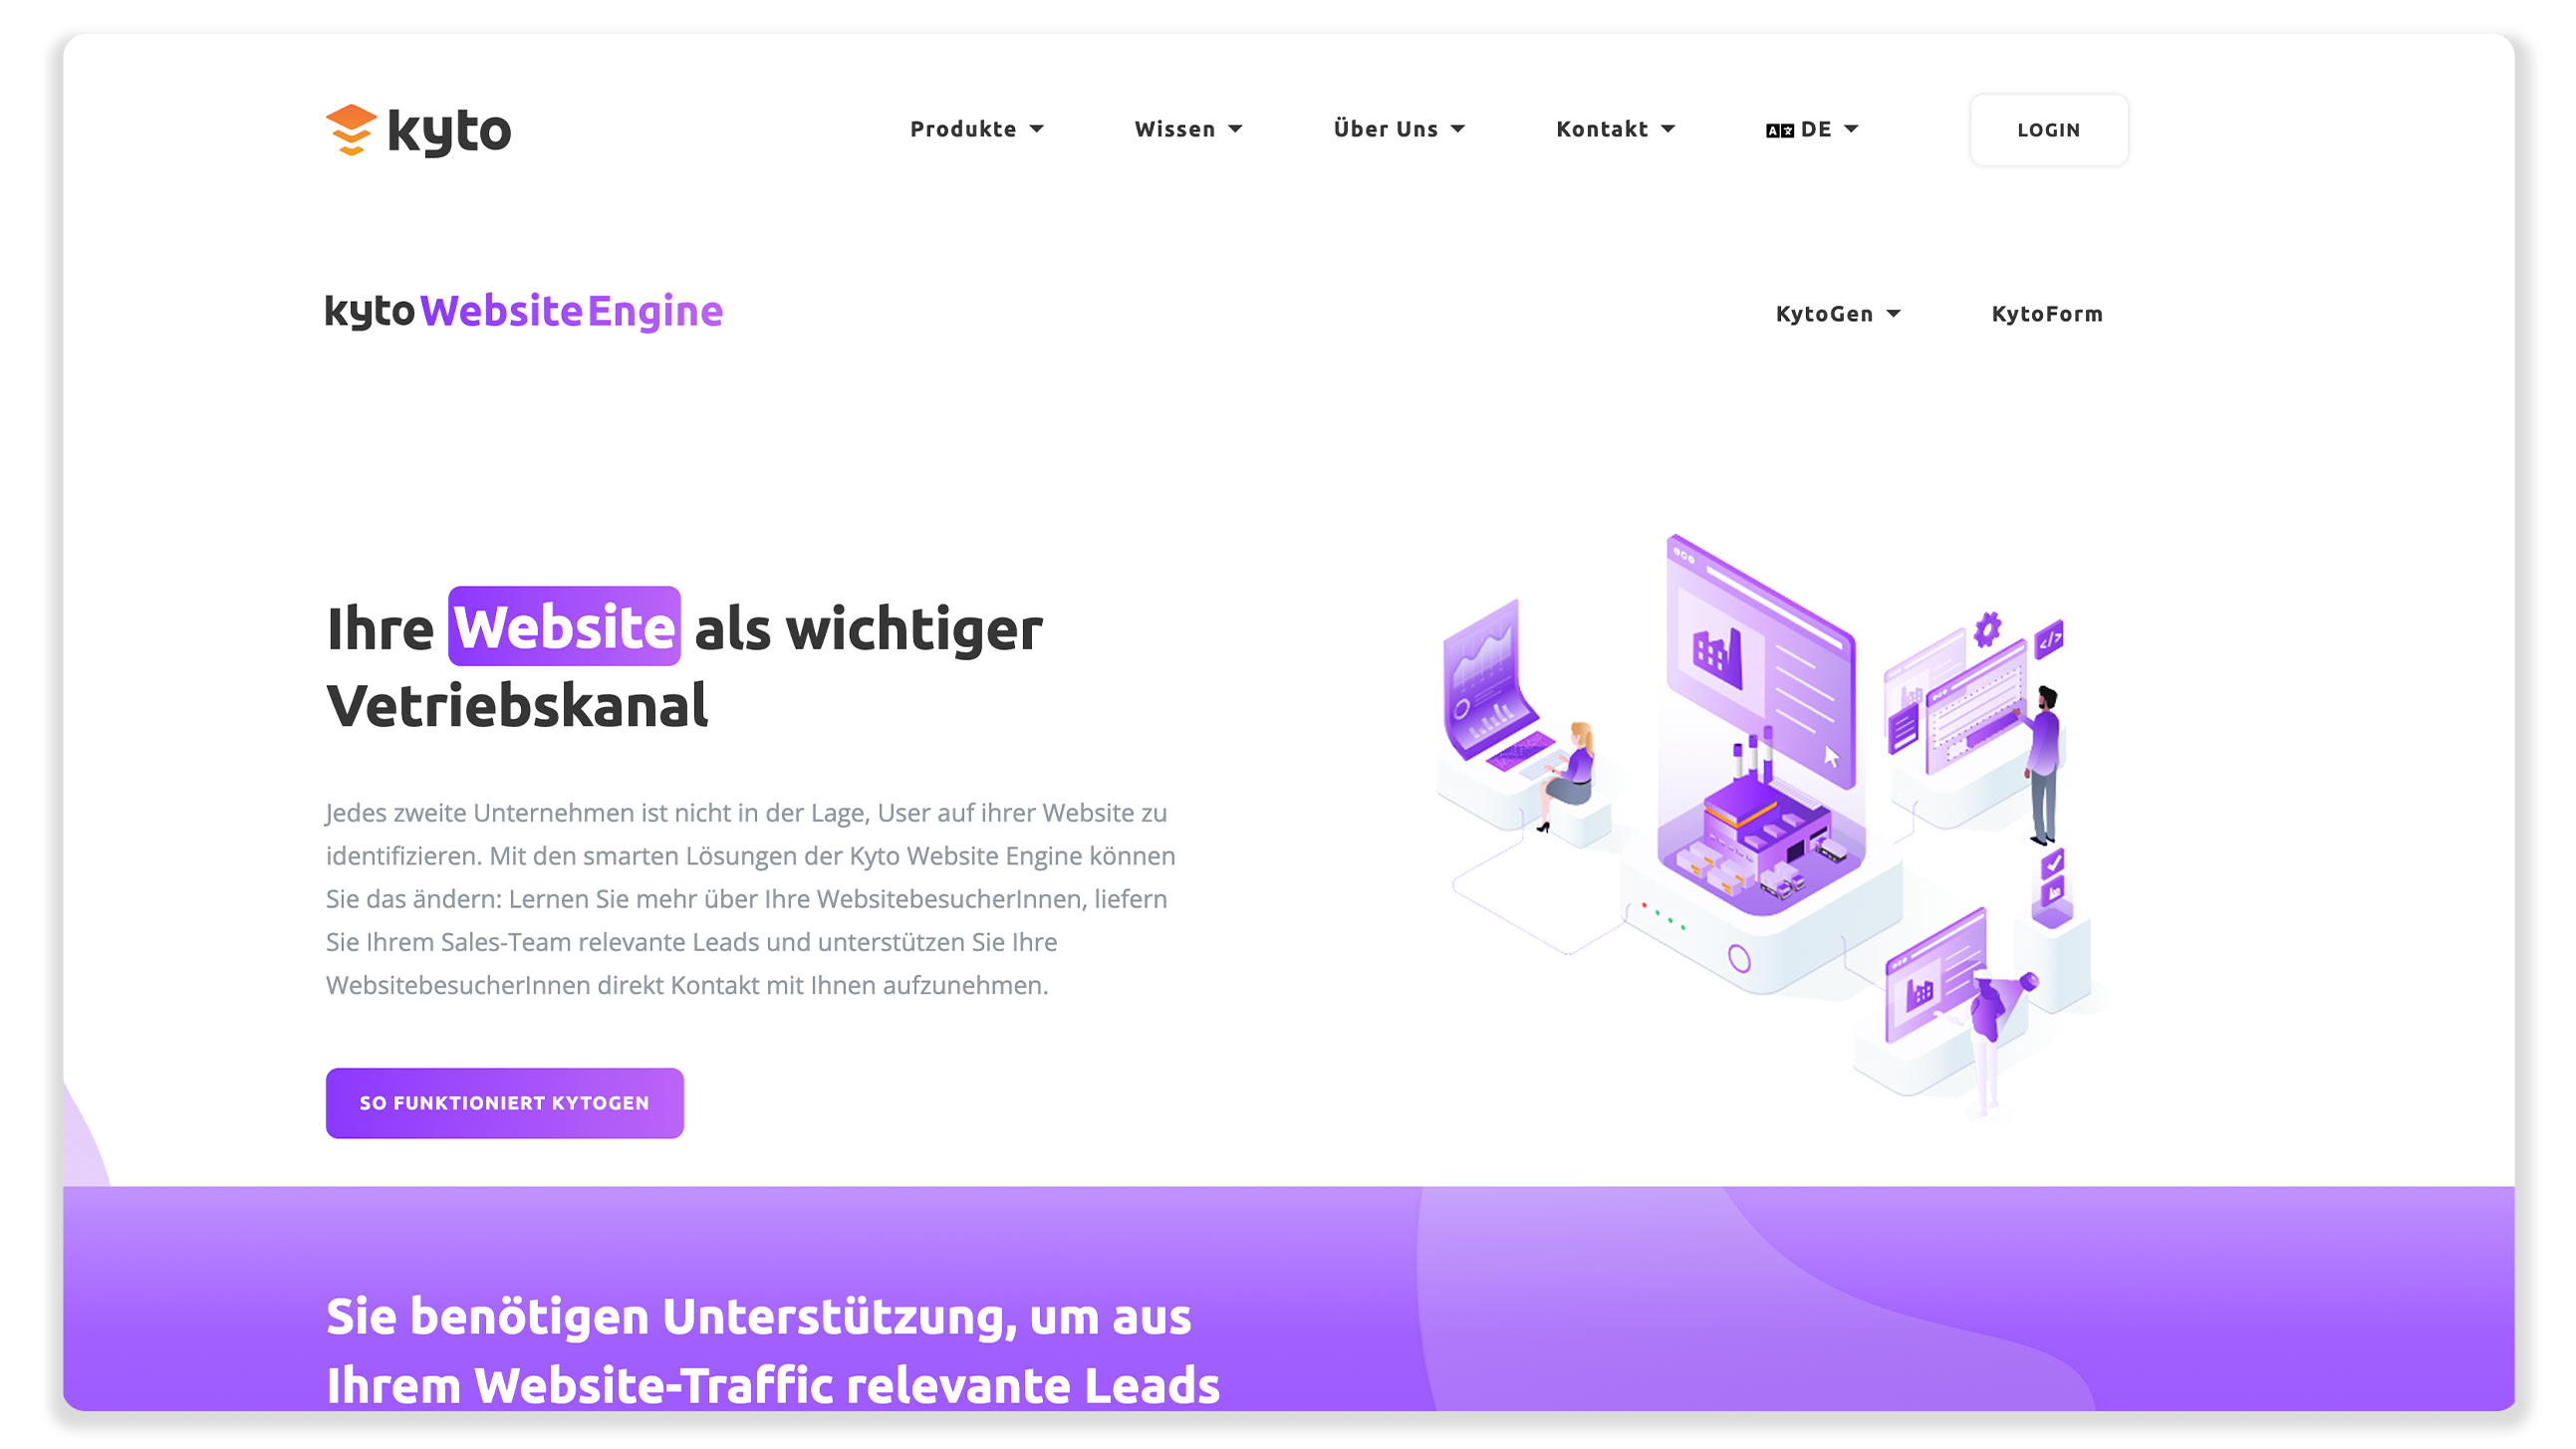 kyto
Produkte
Wissen
Über Uns
Kontakt
DE
LOGIN
kyto WebsiteEngine
KytoGen
KytoForm
Ihre Website als wichtiger
Vetriebskanal
Jedes zweite Unternehmen ist nicht in der Lage, User auf ihrer Website zu
identifizieren. Mit den smarten Lösungen der Kyto Website Engine können
Sie das ändern: Lernen Sie mehr über Ihre WebsitebesucherInnen, liefern
Sie Ihrem Sales-Team relevante Leads und unterstützen Sie Ihre
WebsitebesucherInnen direkt Kontakt mit Ihnen aufzunehmen.
SO FUNKTIONIERT KYTOGEN
Sie benötigen Unterstützung, um aus
Ihrem Website-Traffic relevante Leads